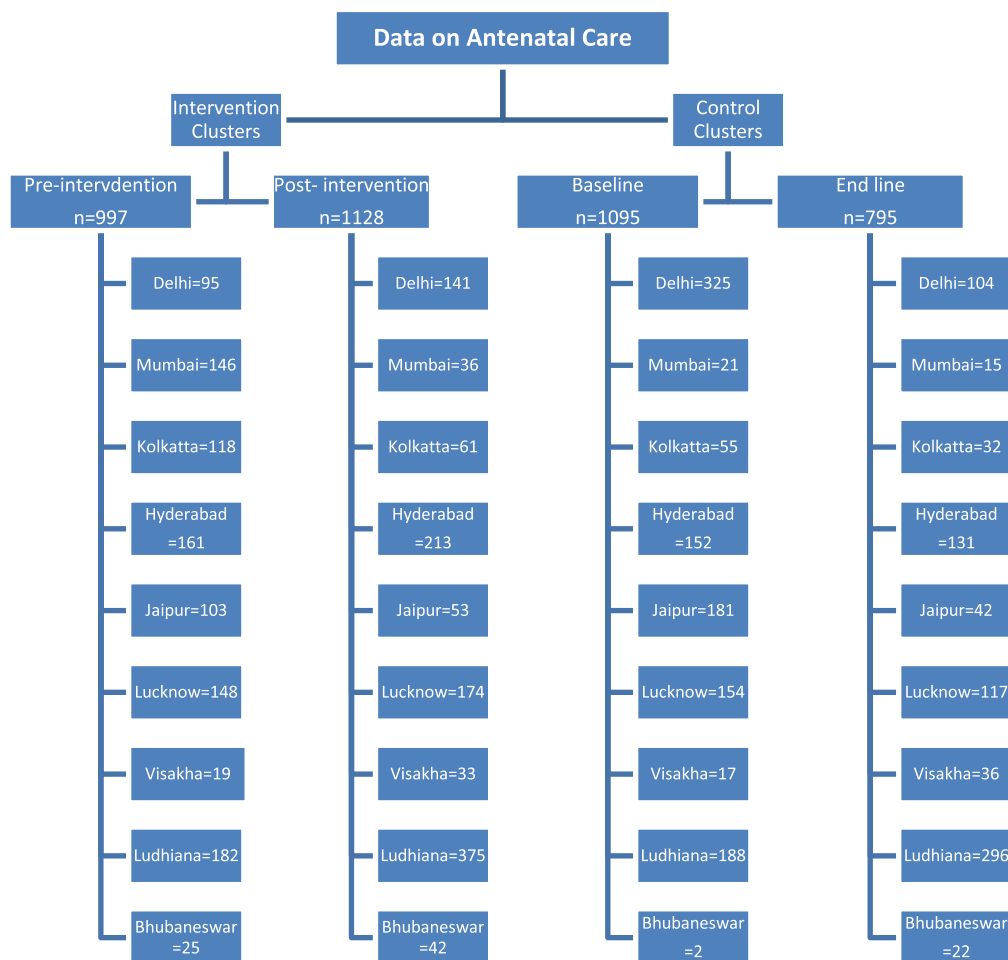 Data on Antenatal Care
Intervention
Clusters
Control
Clusters
Pre-intervdention
n=997
Post- intervention
n=1128
Baseline
n=1095
End line
n=795
Delhi=95
Mumbai=146
Kolkatta=118
Hyderabad
=161
Jaipur=103
Lucknow=148
Visakha=19
Ludhiana=182
Bhubaneswar
=25
Delhi=141
Mumbai=36
Kolkatta=61
Hyderabad
=213
Jaipur=53
Lucknow=174
Visakha=33
Ludhiana=375
Bhubaneswar
=42
Delhi=325
Mumbai=21
Kolkatta=55
Hyderabad
=152
Jaipur=181
Lucknow=154
Visakha=17
Ludhiana=188
Bhubaneswar
=2
Delhi=104
Mumbai=15
Kolkatta=32
Hyderabad
=131
Jaipur=42
Lucknow=117
Visakha=36
Ludhiana=296
Bhubaneswar
=22